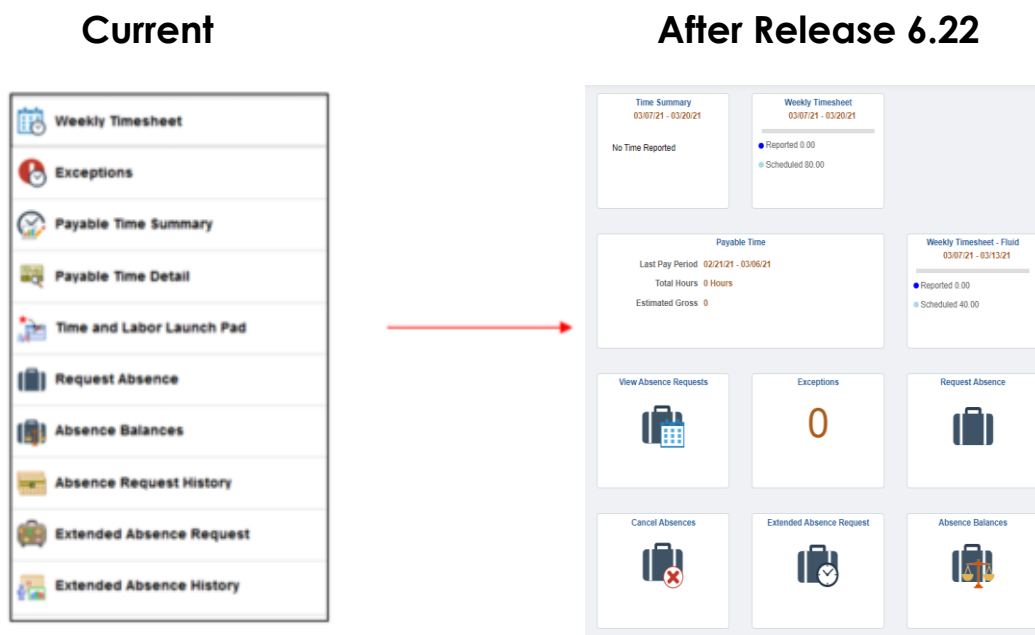 Current
After Release 6.22
Weekly Timesheet
Exceptions
Payable Time Summary
Payable Time Detail
Time and Labor Launch Pad
Request Absence
Absence Balances
Absence Request History
Extended Absence Request
Extended Absence History
Time Summary
03/07/21 - 03/20/21
No Time Reported
Weekly Timesheet
03/07/21 - 03/20/21
Reported 0.00
Scheduled 80.00
Payable Time
Last Pay Period 02/21/21 - 03/06/21
Total Hours 0 Hours
Estimated Gross 0
Weekly Timesheet - Fluid
03/07/21 - 03/13/21
Reported 0.00
Scheduled 40.00
View Absence Requests
Exceptions
0
Request Absence
Cancel Absences
Extended Absence Request
Absence Balances